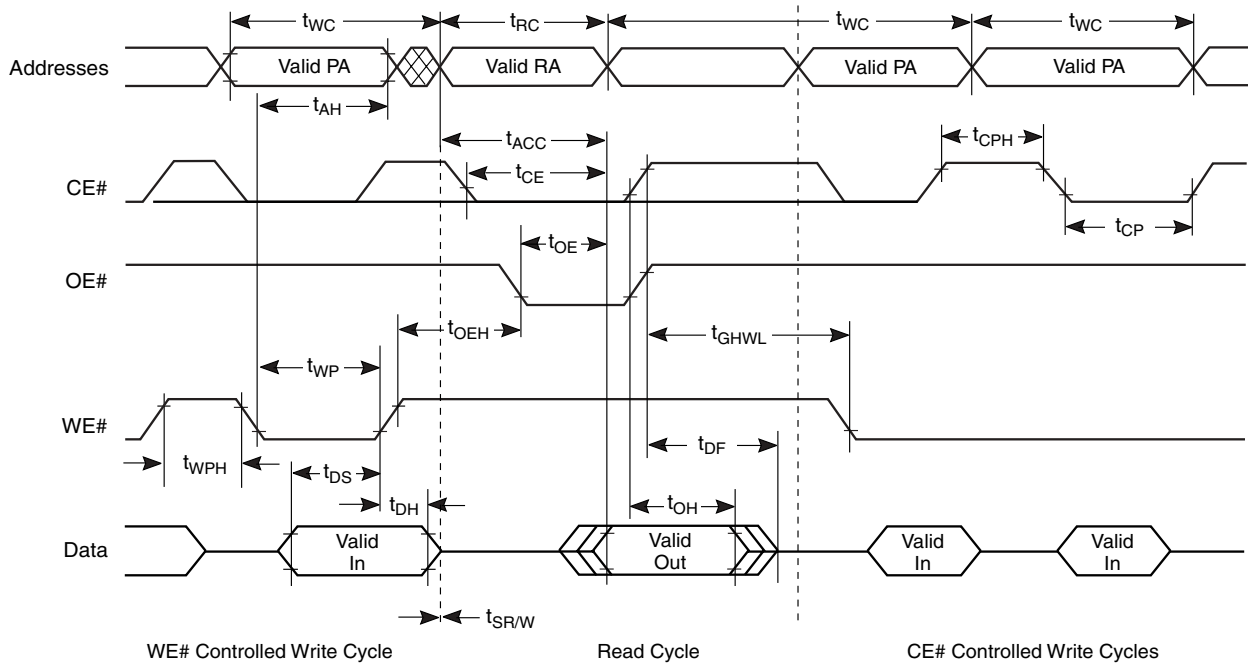 tWC
tRC
tWC
tWC
Addresses
Valid PA
Valid RA
Valid PA
Valid PA
tAH
tACC
tCPH
CE#
tCE
tCP
tOE
OE#
tOEH
tGHWL
tWP
WE#
tDF
tWPH
tDS
tDH
tOH
Data
Valid
In
Valid
Out
Valid
In
Valid
In
tSR/W
WE# Controlled Write Cycle
Read Cycle
CE# Controlled Write Cycles